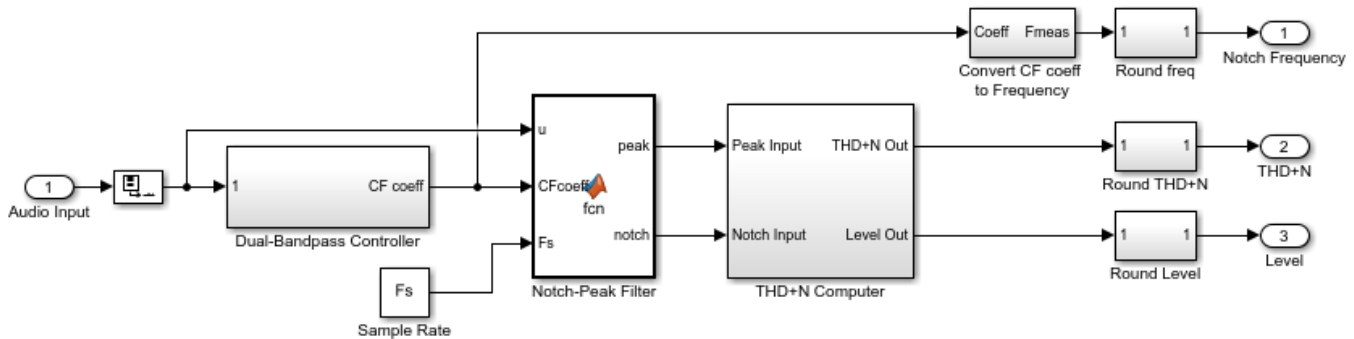 Coeff Fmeas
Convert CF coeff
to Frequency
1 1
Round freq
1
Notch Frequency
u
peak
Peak Input THD+N Out
1 1
Round THD+N
2
THD+N
1
Audio Input
1 CF coeff
Dual-Bandpass Controller
CFcoeff
fcn
notch
Fs
Notch-Peak Filter
Notch Input Level Out
THD+N Computer
1 1
Round Level
3
Level
Fs
Sample Rate